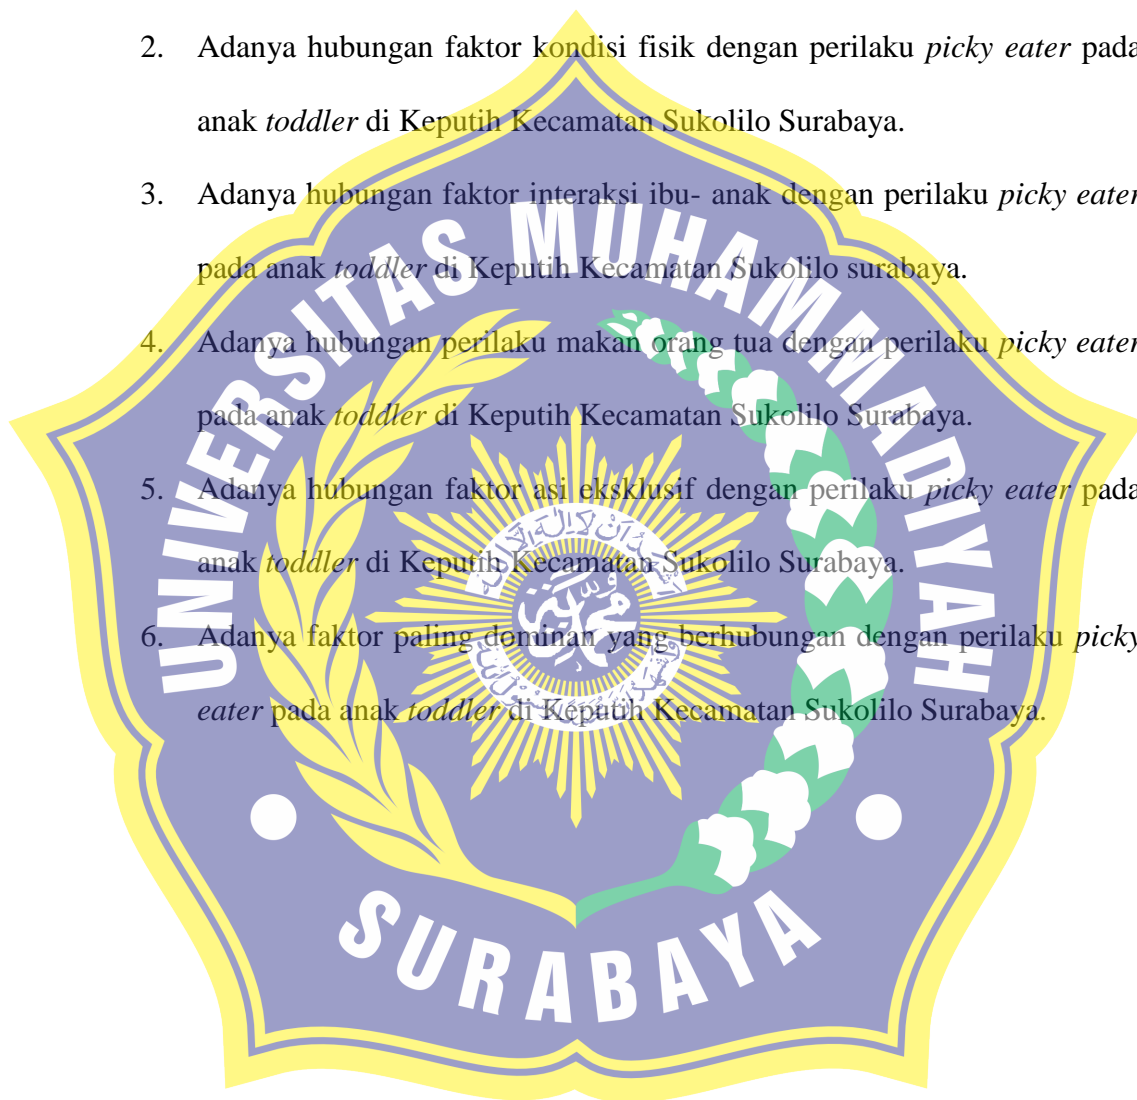 2. Adanya hubungan faktor kondisi fisik dengan perilaku picky eater pada
anak toddler di Keputih Kecamatan Sukolilo Surabaya.
3. Adanya hubungan faktor interaksi ibu- anak dengan perilaku picky eater
pada anak toddler di Keputih Kecamatan Sukolilo surabaya.
4. Adanya hubungan perilaku makan orang tua dengan perilaku picky eater
pada anak toddler di Keputih Kecamatan Sukolilo Surabaya.
5. Adanya hubungan faktor asi eksklusif dengan perilaku picky eater pada
anak toddler di Keputih Kecamatan Sukolilo Surabaya.
6. Adanya faktor paling dominan yang berhubungan dengan perilaku picky
eater pada anak toddler di Keputih Kecamatan Sukolilo Surabaya.
UNIVERSITAS MUHAMMADIYAH
SURABAYA